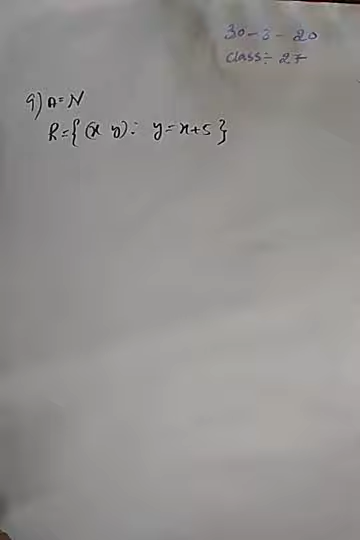 30-3-20
class:- 27
9) A=N
R={(x y): y=x+5}